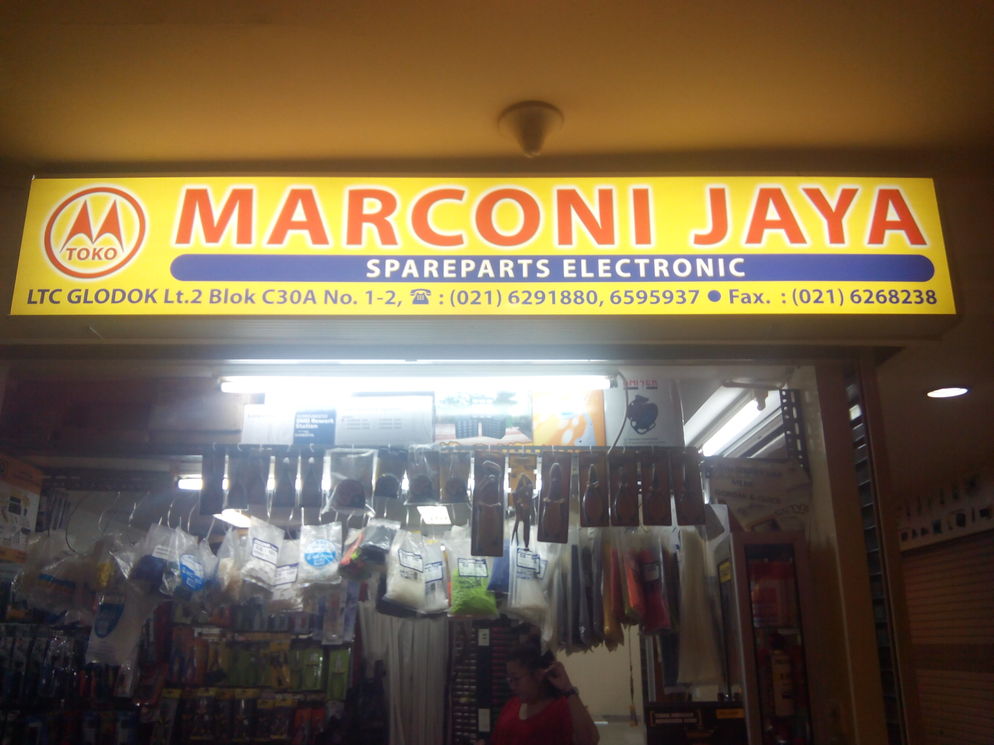 MARCONI JAYA
TOKO
SPAREPARTS ELECTRONIC
LTC GLODOK Lt.2 Blok C30A No. 1-2, ☎ : (021) 6291880, 6595937 ● Fax. : (021) 6268238